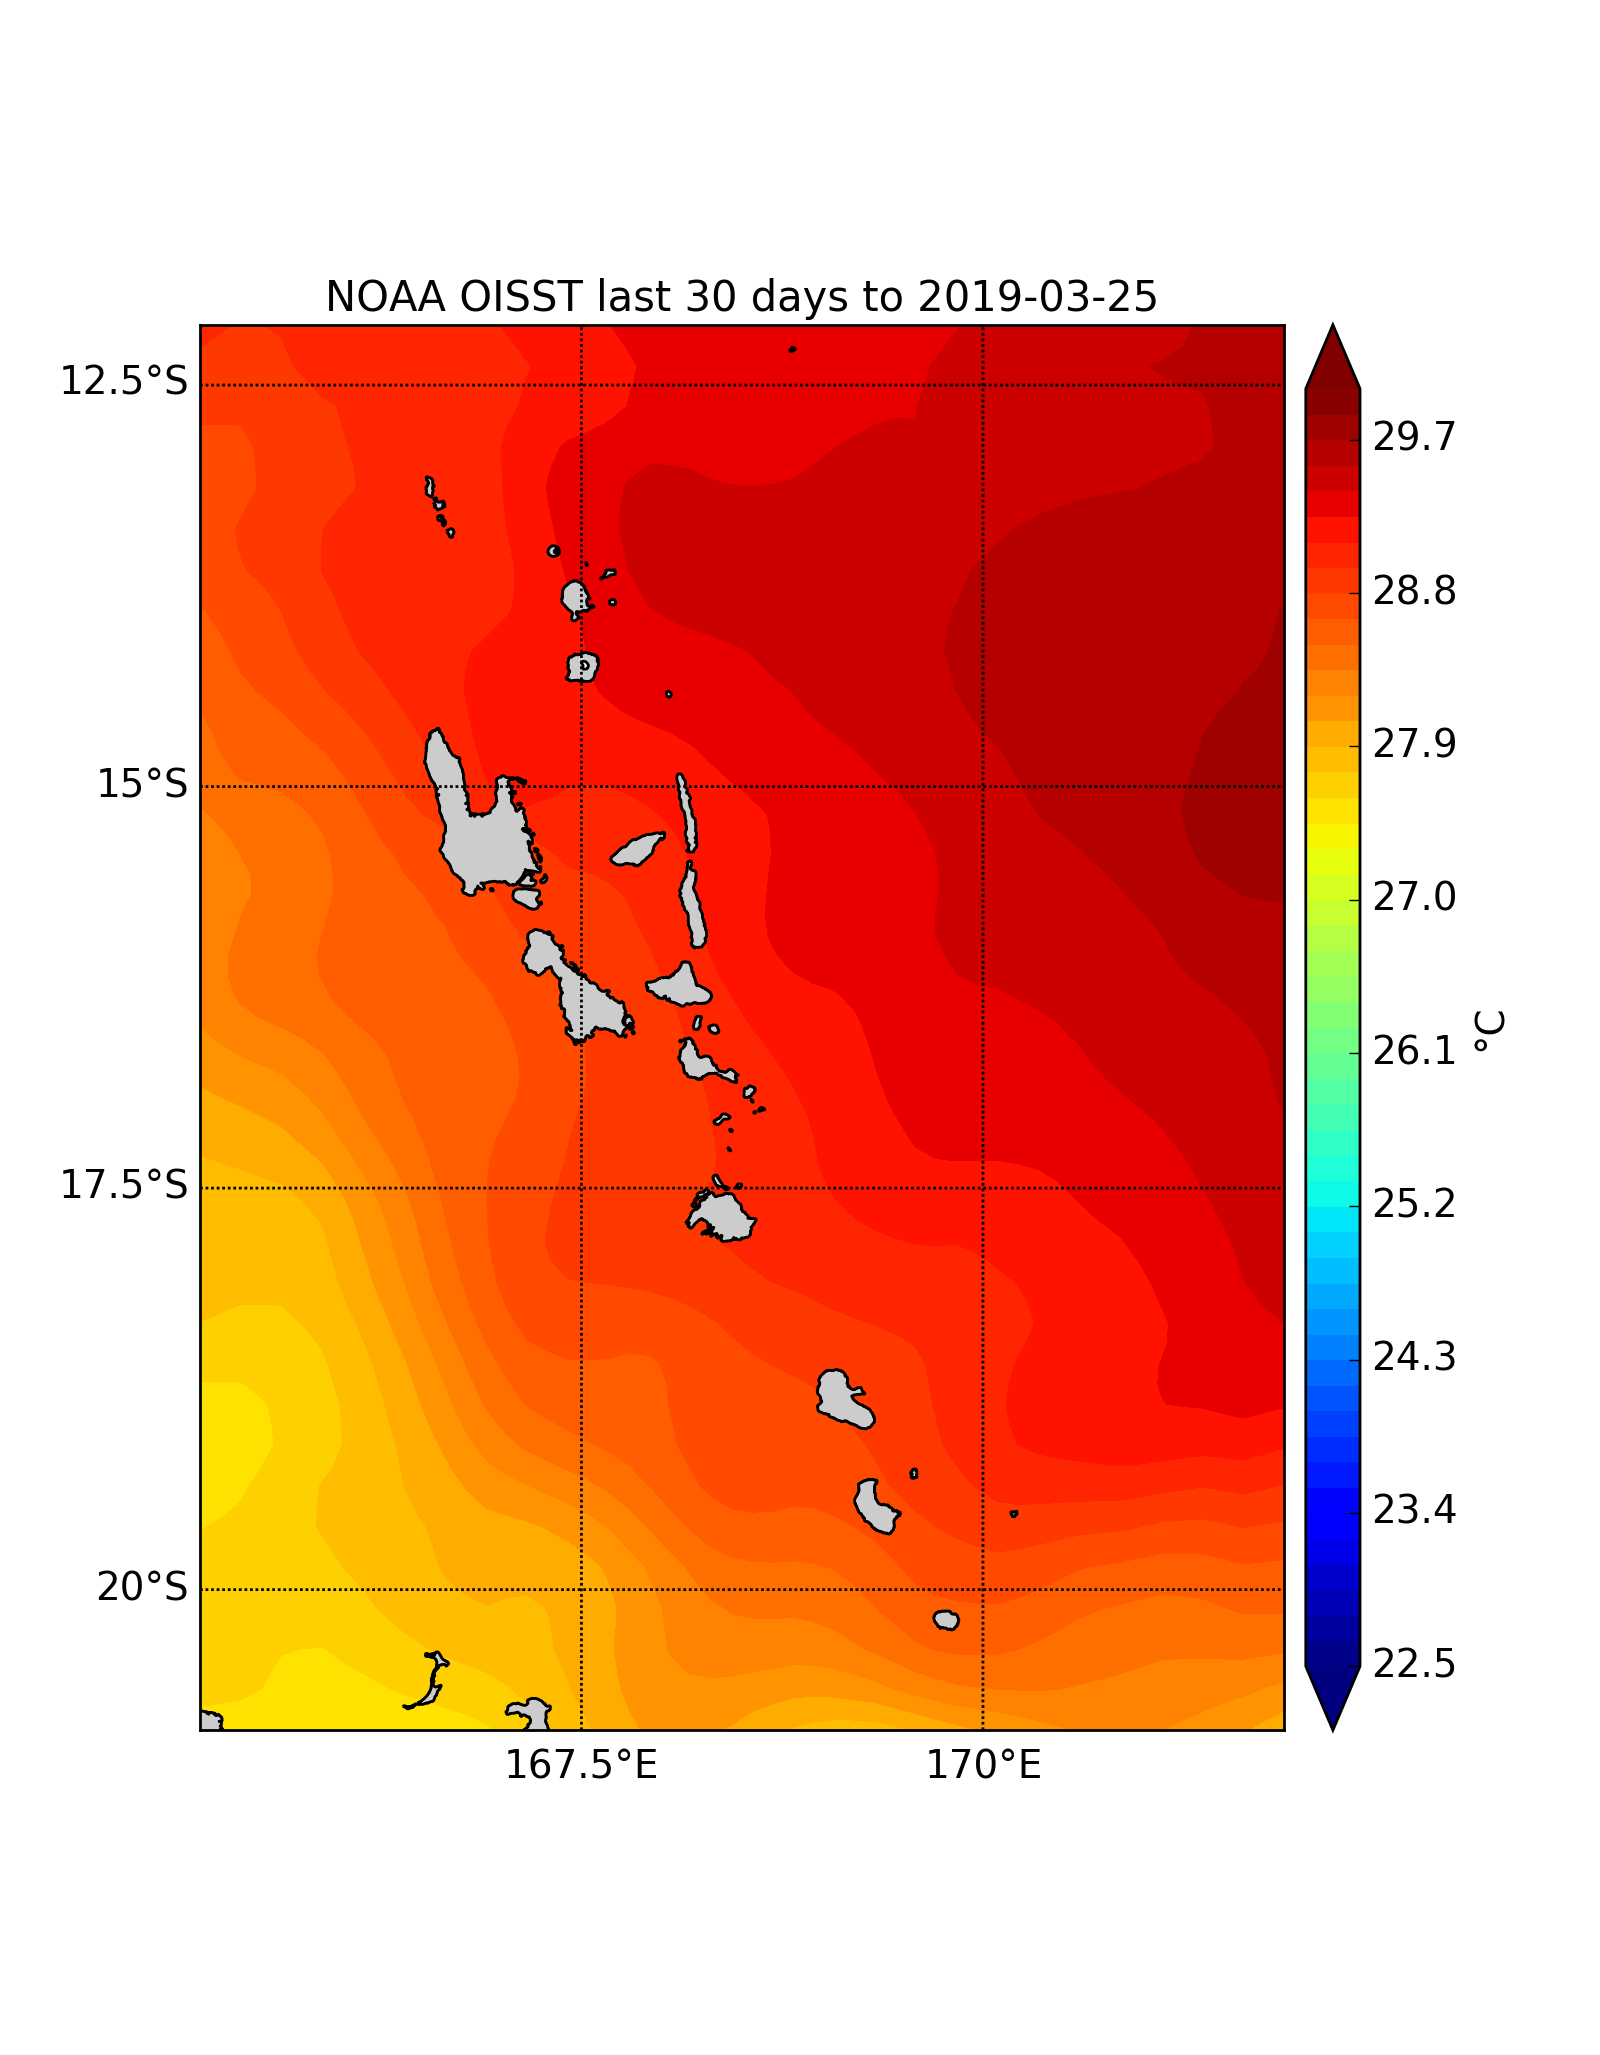 NOAA OISST last 30 days to 2019-03-25
12.5°S
15°S
17.5°S
20°S
167.5°E
170°E
29.7
28.8
27.9
27.0
26.1
25.2
24.3
23.4
22.5
°C